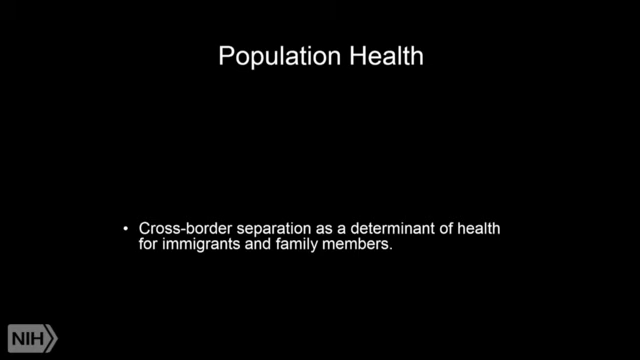 Population Health
• Cross-border separation as a determinant of health
for immigrants and family members.
NIH